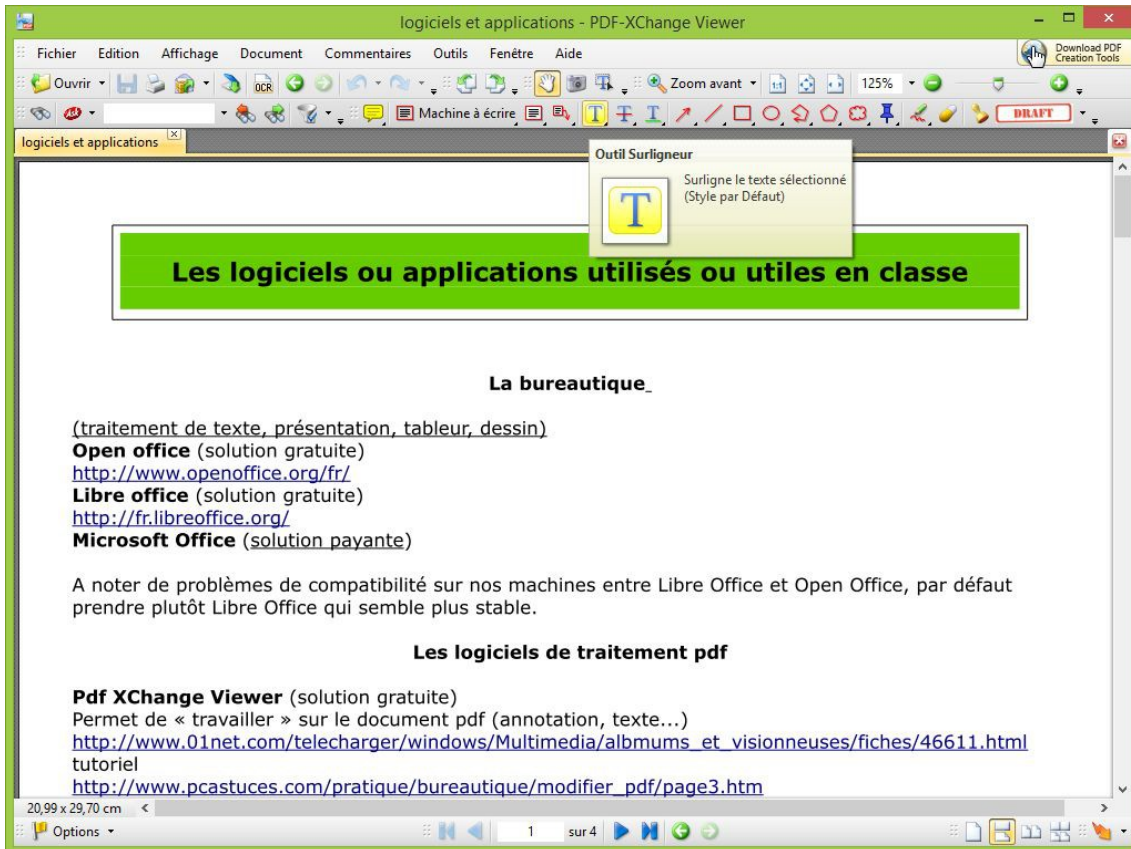 logiciels et applications - PDF-XChange Viewer
Fichier Edition Affichage Document Commentaires Outils Fenêtre Aide
Download PDF
Creation Tools
Ouvrir OCR Zoom avant 1:1 125%
Machine à écrire T T T DRAFT
logiciels et applications
Outil Surligneur
Surligne le texte sélectionné
(Style par Défaut)
T
Les logiciels ou applications utilisés ou utiles en classe
La bureautique
(traitement de texte, présentation, tableur, dessin)
Open office (solution gratuite)
http://www.openoffice.org/fr/
Libre office (solution gratuite)
http://fr.libreoffice.org/
Microsoft Office (solution payante)
A noter de problèmes de compatibilité sur nos machines entre Libre Office et Open Office, par défaut
prendre plutôt Libre Office qui semble plus stable.
Les logiciels de traitement pdf
Pdf XChange Viewer (solution gratuite)
Permet de « travailler » sur le document pdf (annotation, texte...)
http://www.01net.com/telecharger/windows/Multimedia/albmums_et_visionneuses/fiches/46611.html
tutoriel
http://www.pcastuces.com/pratique/bureautique/modifier_pdf/page3.htm
20,99 x 29,70 cm
Options 1 sur 4